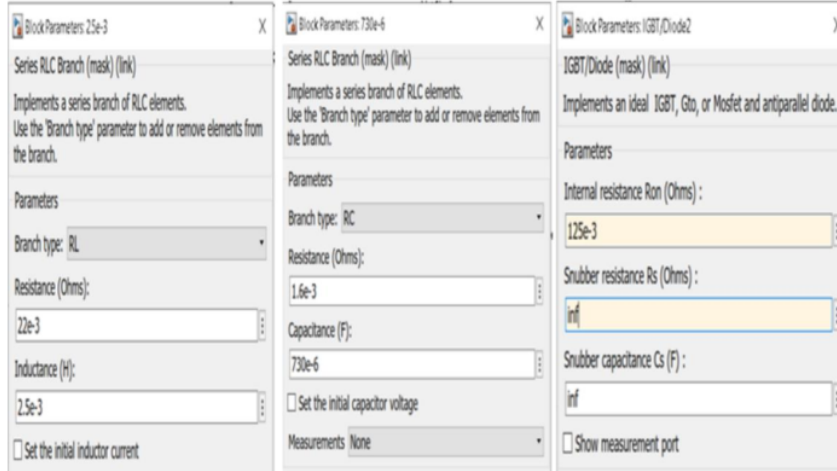 Block Parameters: 25e-3
X
Series RLC Branch (mask) (link)
Implements a series branch of RLC elements.
Use the 'Branch type' parameter to add or remove elements from
the branch.
Parameters
Branch type: RL
Resistance (Ohms):
22e-3
Inductance (H):
2.5e-3
Set the initial inductor current
Block Parameters: 730e-6
X
Series RLC Branch (mask) (link)
Implements a series branch of RLC elements.
Use the 'Branch type' parameter to add or remove elements from
the branch.
Parameters
Branch type: RC
Resistance (Ohms):
1.6e-3
Capacitance (F):
730e-6
Set the initial capacitor voltage
Measurements None
Block Parameters: IGBT/Diode2
X
IGBT/Diode (mask) (link)
Implements an ideal IGBT, Gto, or Mosfet and antiparallel diode.
Parameters
Internal resistance Ron (Ohms) :
125e-3
Snubber resistance Rs (Ohms) :
inf
Snubber capacitance Cs (F) :
inf
Show measurement port